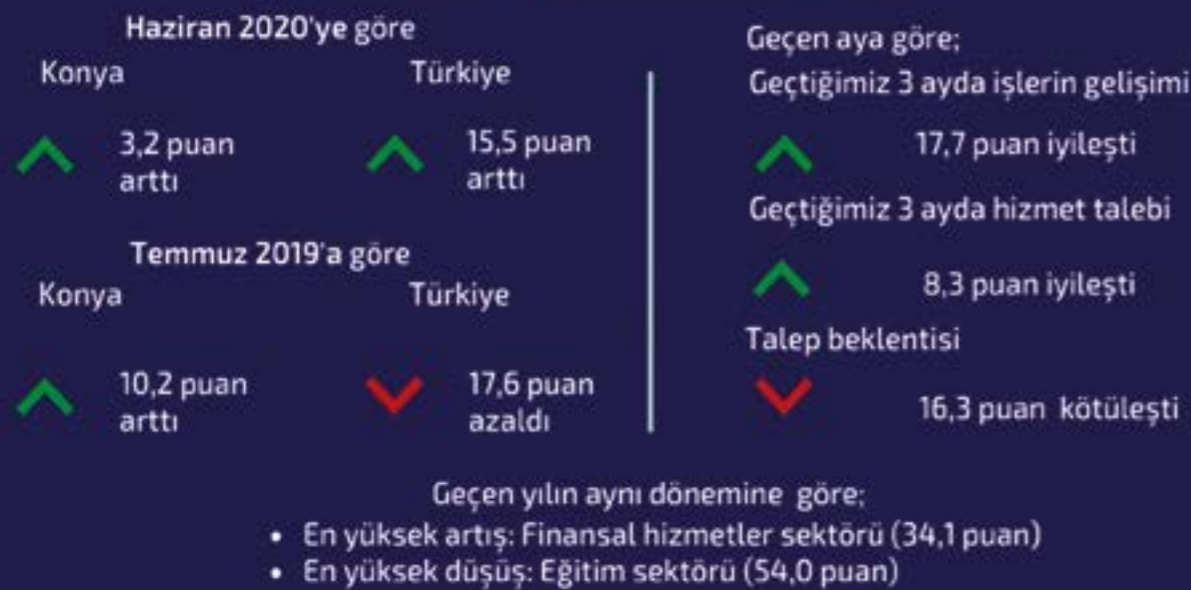 Haziran 2020'ye göre
Konya Türkiye
3,2 puan
arttı
15,5 puan
arttı
Temmuz 2019'a göre
Konya Türkiye
10,2 puan
arttı
17,6 puan
azaldı
Geçen aya göre;
Geçtiğimiz 3 ayda işlerin gelişimi
17,7 puan iyileşti
Geçtiğimiz 3 ayda hizmet talebi
8,3 puan iyileşti
Talep beklentisi
16,3 puan kötüleşti
Geçen yılın aynı dönemine göre;
• En yüksek artış: Finansal hizmetler sektörü (34,1 puan)
• En yüksek düşüş: Eğitim sektörü (54,0 puan)